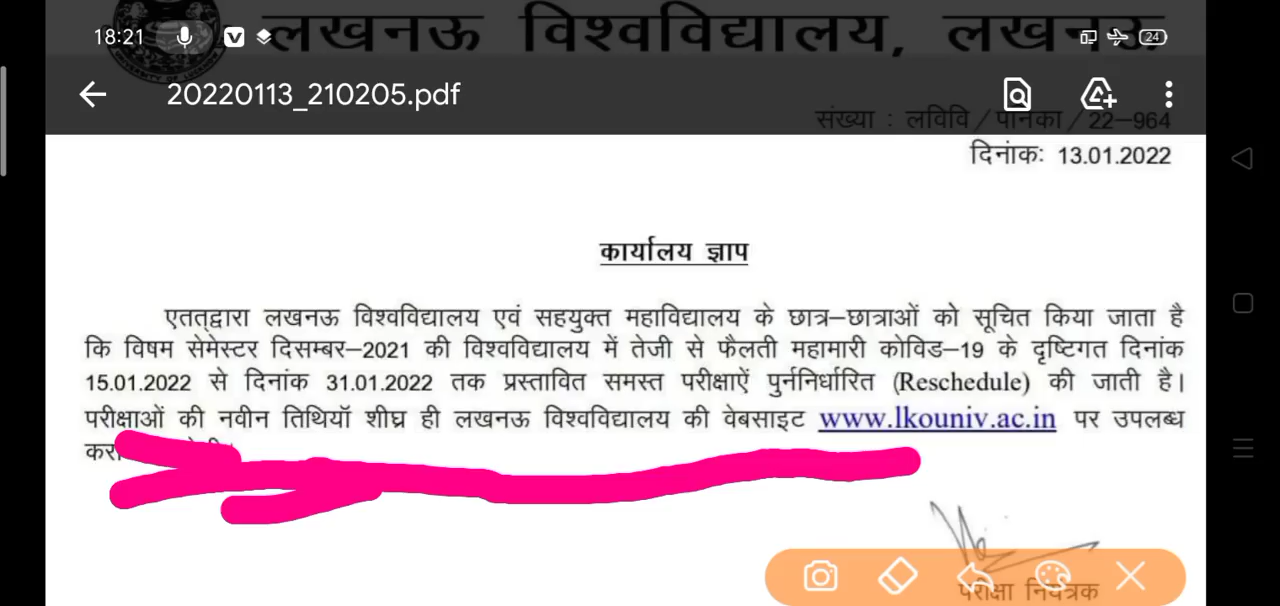 लखनऊ विश्वविद्यालय, लखनऊ
18:21
24
20220113_210205.pdf
संख्या : लविवि / पानिका / 22–964
दिनांकः 13.01.2022
कार्यालय ज्ञाप
एतत्द्वारा लखनऊ विश्वविद्यालय एवं सहयुक्त महाविद्यालय के छात्र–छात्राओं को सूचित किया जाता है
कि विषम सेमेस्टर दिसम्बर–2021 की विश्वविद्यालय में तेजी से फैलती महामारी कोविड–19 के दृष्टिगत दिनांक
15.01.2022 से दिनांक 31.01.2022 तक प्रस्तावित समस्त परीक्षाऐं पुर्ननिर्धारित (Reschedule) की जाती है।
परीक्षाओं की नवीन तिथियॉ शीघ्र ही लखनऊ विश्वविद्यालय की वेबसाइट www.lkouniv.ac.in पर उपलब्ध
परीक्षा नियंत्रक